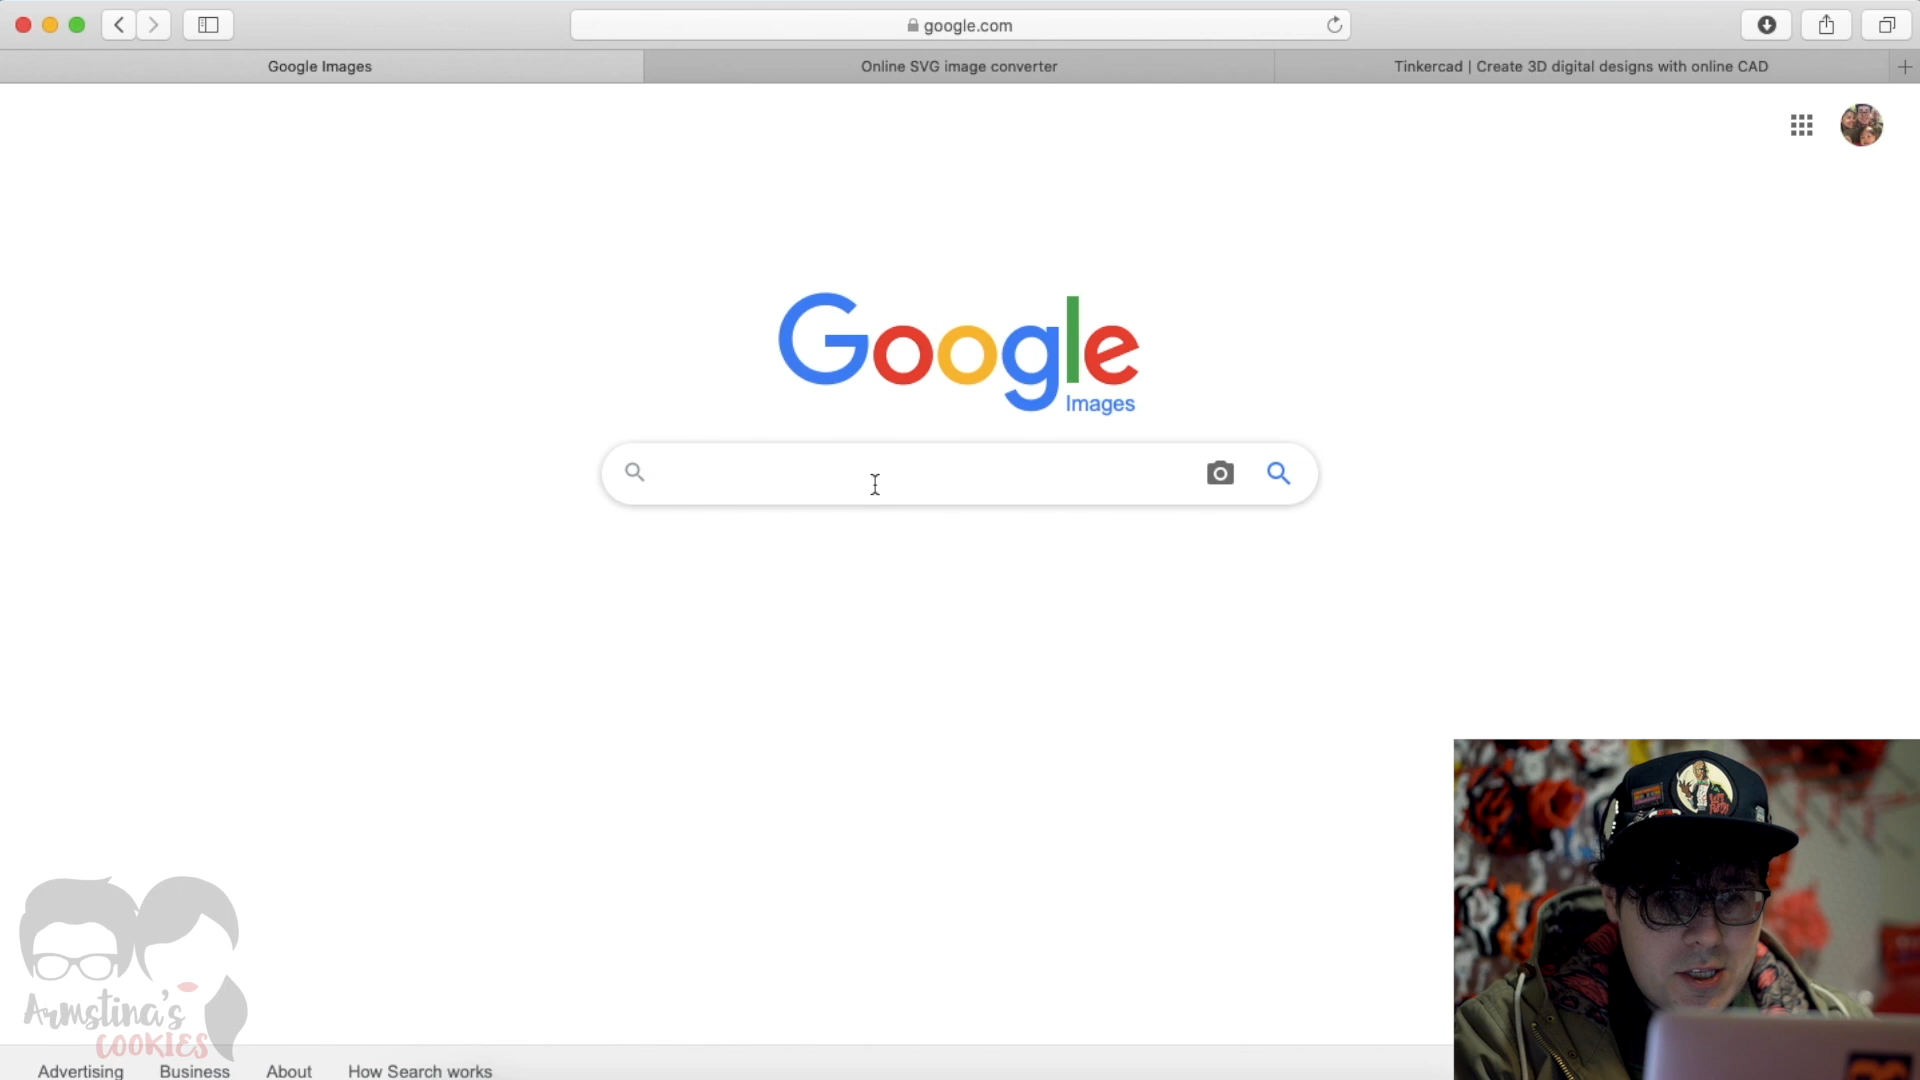 google.com
Google Images
Online SVG image converter
Tinkercad | Create 3D digital designs with online CAD
Google
Images
Armstina's
COOKIES
Advertising
Business
About
How Search works